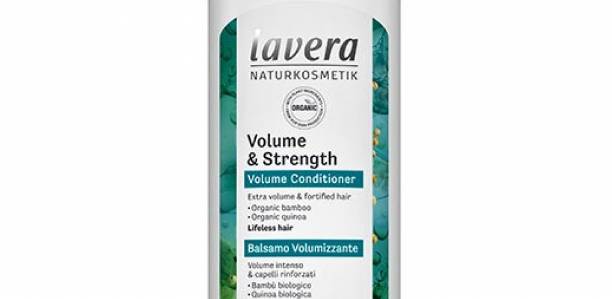 lavera
NATURKOSMETIK
ORGANIC
Volume
& Strength
Volume Conditioner
Extra volume & fortified hair
• Organic bamboo
• Organic quinoa
Lifeless hair
Balsamo Volumizzante
Volume intenso
& capelli rinforzati
• Bambù biologico
• Quinoa biologica